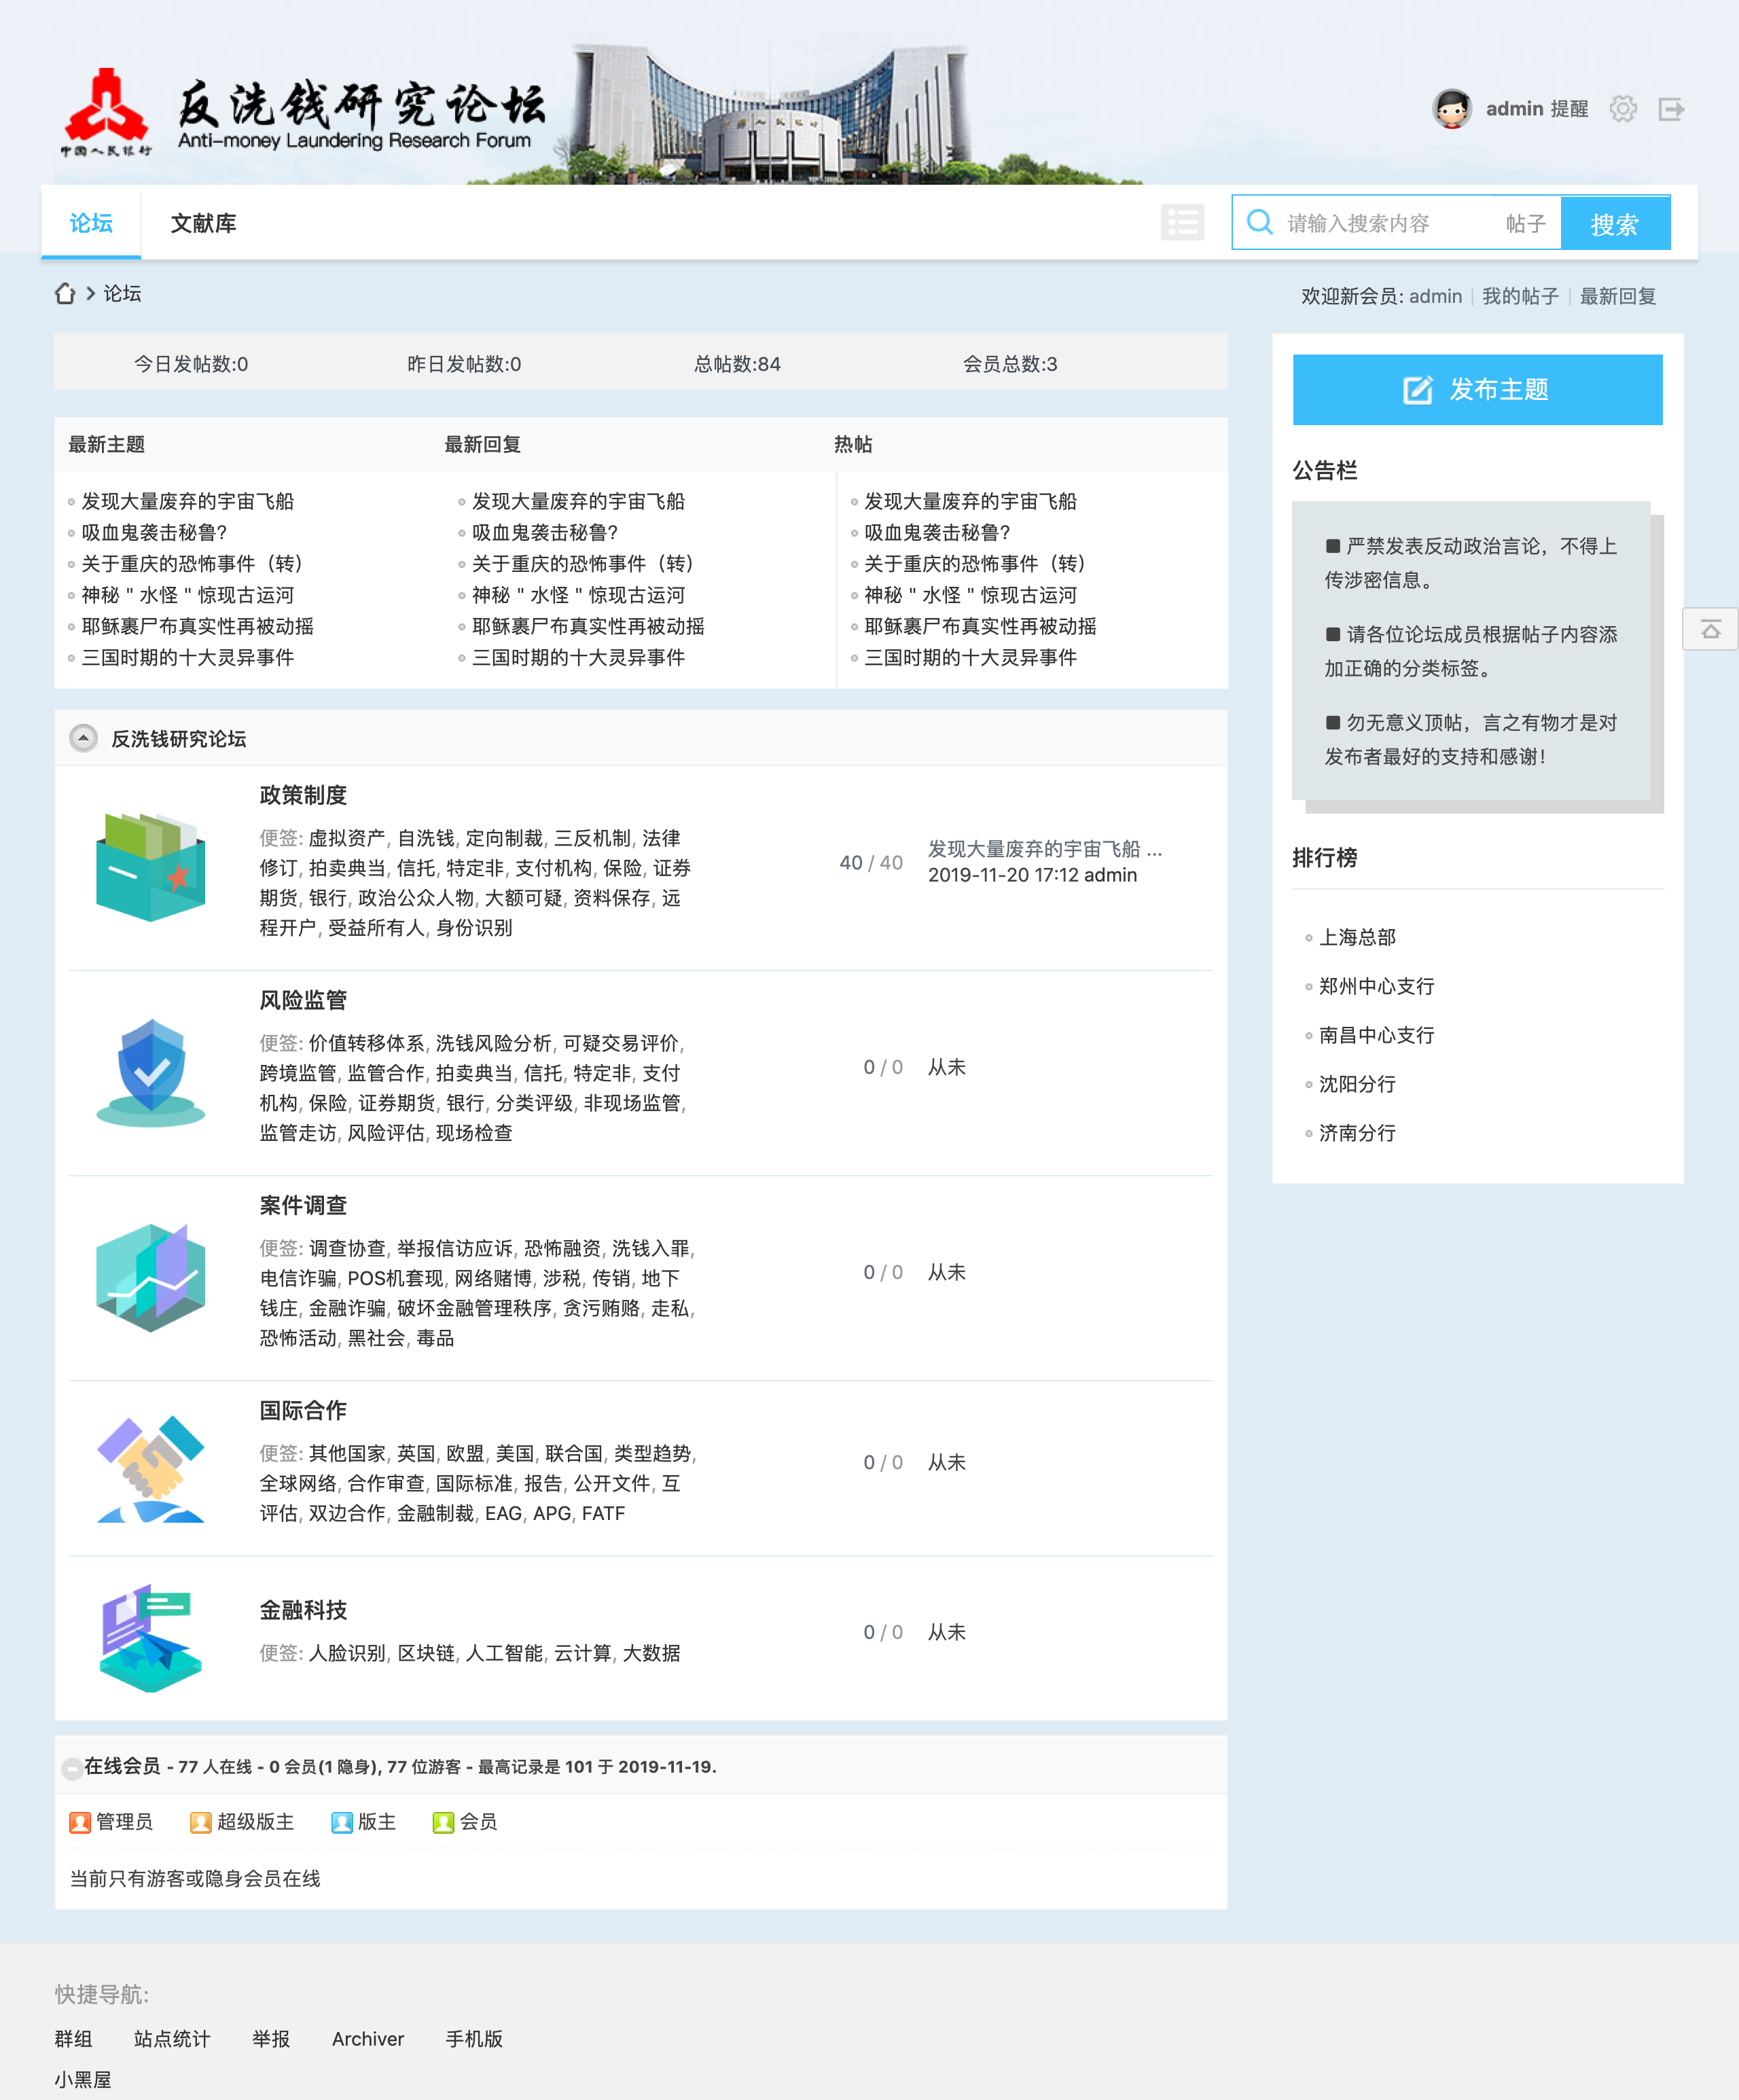 中国人民银行
反洗钱研究论坛
Anti-money Laundering Research Forum
中国人民银行
admin 提醒
论坛
文献库
请输入搜索内容
帖子
搜索
论坛
欢迎新会员: admin | 我的帖子 | 最新回复
今日发帖数:0
昨日发帖数:0
总帖数:84
会员总数:3
最新主题
发现大量废弃的宇宙飞船
吸血鬼袭击秘鲁?
关于重庆的恐怖事件（转）
神秘 " 水怪 " 惊现古运河
耶稣裹尸布真实性再被动摇
三国时期的十大灵异事件
最新回复
发现大量废弃的宇宙飞船
吸血鬼袭击秘鲁?
关于重庆的恐怖事件（转）
神秘 " 水怪 " 惊现古运河
耶稣裹尸布真实性再被动摇
三国时期的十大灵异事件
热帖
发现大量废弃的宇宙飞船
吸血鬼袭击秘鲁?
关于重庆的恐怖事件（转）
神秘 " 水怪 " 惊现古运河
耶稣裹尸布真实性再被动摇
三国时期的十大灵异事件
反洗钱研究论坛
政策制度
便签: 虚拟资产, 自洗钱, 定向制裁, 三反机制, 法律
修订, 拍卖典当, 信托, 特定非, 支付机构, 保险, 证券
期货, 银行, 政治公众人物, 大额可疑, 资料保存, 远
程开户, 受益所有人, 身份识别
40 / 40
发现大量废弃的宇宙飞船 ...
2019-11-20 17:12 admin
风险监管
便签: 价值转移体系, 洗钱风险分析, 可疑交易评价,
跨境监管, 监管合作, 拍卖典当, 信托, 特定非, 支付
机构, 保险, 证券期货, 银行, 分类评级, 非现场监管,
监管走访, 风险评估, 现场检查
0 / 0
从未
案件调查
便签: 调查协查, 举报信访应诉, 恐怖融资, 洗钱入罪,
电信诈骗, POS机套现, 网络赌博, 涉税, 传销, 地下
钱庄, 金融诈骗, 破坏金融管理秩序, 贪污贿赂, 走私,
恐怖活动, 黑社会, 毒品
0 / 0
从未
国际合作
便签: 其他国家, 英国, 欧盟, 美国, 联合国, 类型趋势,
全球网络, 合作审查, 国际标准, 报告, 公开文件, 互
评估, 双边合作, 金融制裁, EAG, APG, FATF
0 / 0
从未
金融科技
便签: 人脸识别, 区块链, 人工智能, 云计算, 大数据
0 / 0
从未
在线会员 - 77 人在线 - 0 会员(1 隐身), 77 位游客 - 最高记录是 101 于 2019-11-19.
管理员
超级版主
版主
会员
当前只有游客或隐身会员在线
发布主题
公告栏
■ 严禁发表反动政治言论，不得上
传涉密信息。
■ 请各位论坛成员根据帖子内容添
加正确的分类标签。
■ 勿无意义顶帖，言之有物才是对
发布者最好的支持和感谢！
排行榜
上海总部
郑州中心支行
南昌中心支行
沈阳分行
济南分行
快捷导航:
群组
站点统计
举报
Archiver
手机版
小黑屋